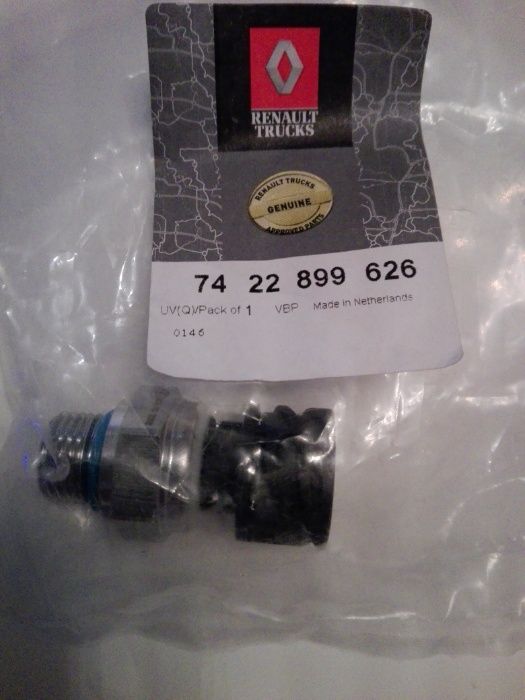 RENAULT
TRUCKS
RENAULT TRUCKS
GENUINE
APPROVED PARTS
74 22 899 626
UV(Q)/Pack of 1 VBP Made in Netherlands
0146